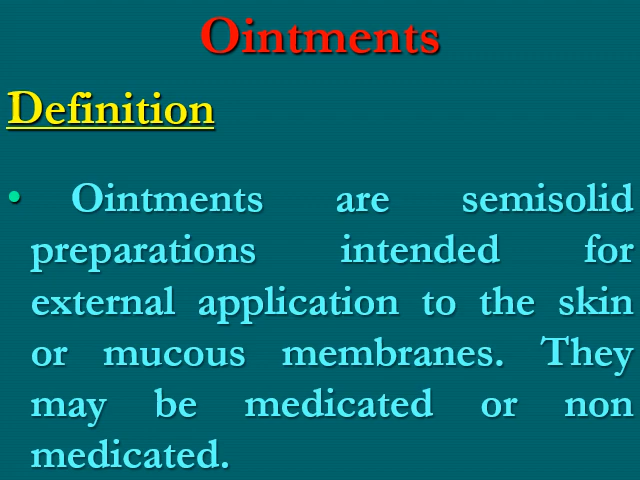 Ointments
Definition
• Ointments are semisolid
preparations intended for
external application to the skin
or mucous membranes. They
may be medicated or non
medicated.